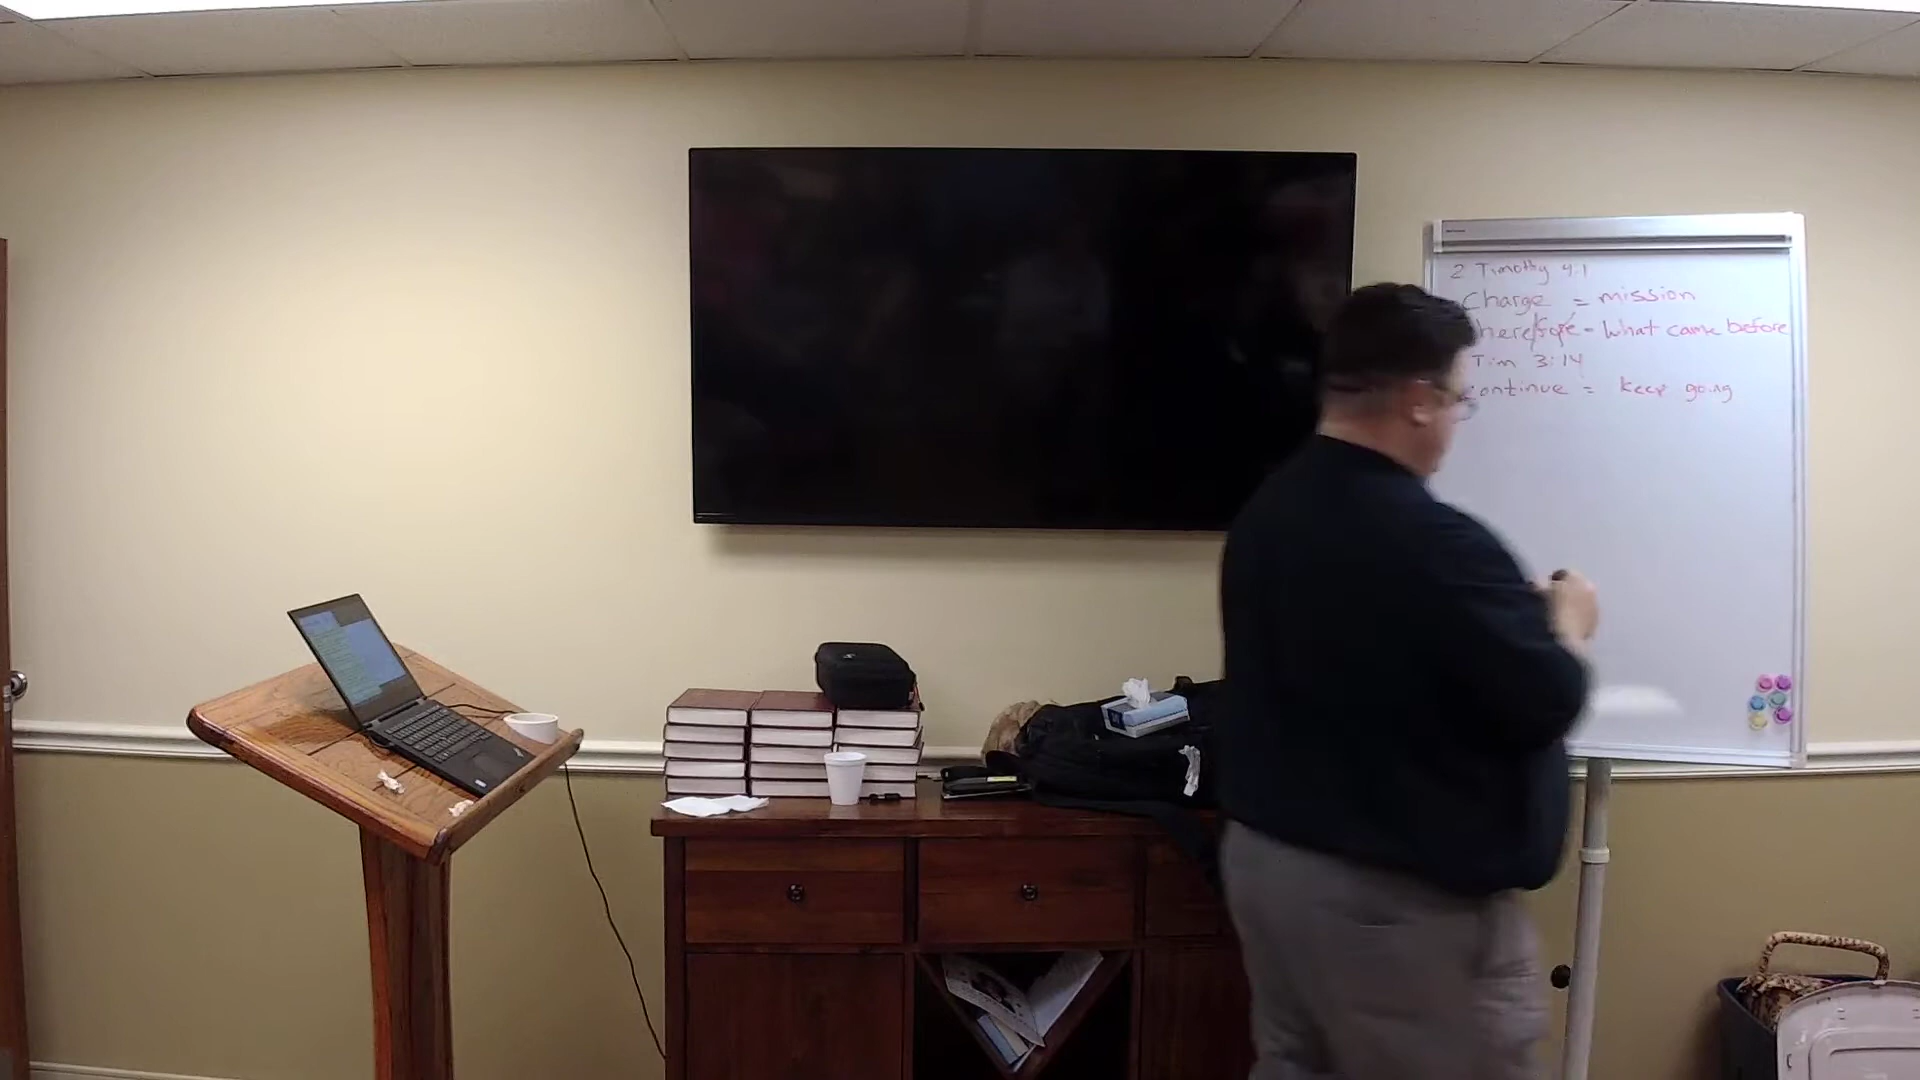 2 Timothy 4:1
Charge = mission
herefore = What came before
Tim 3:14
continue = keep going